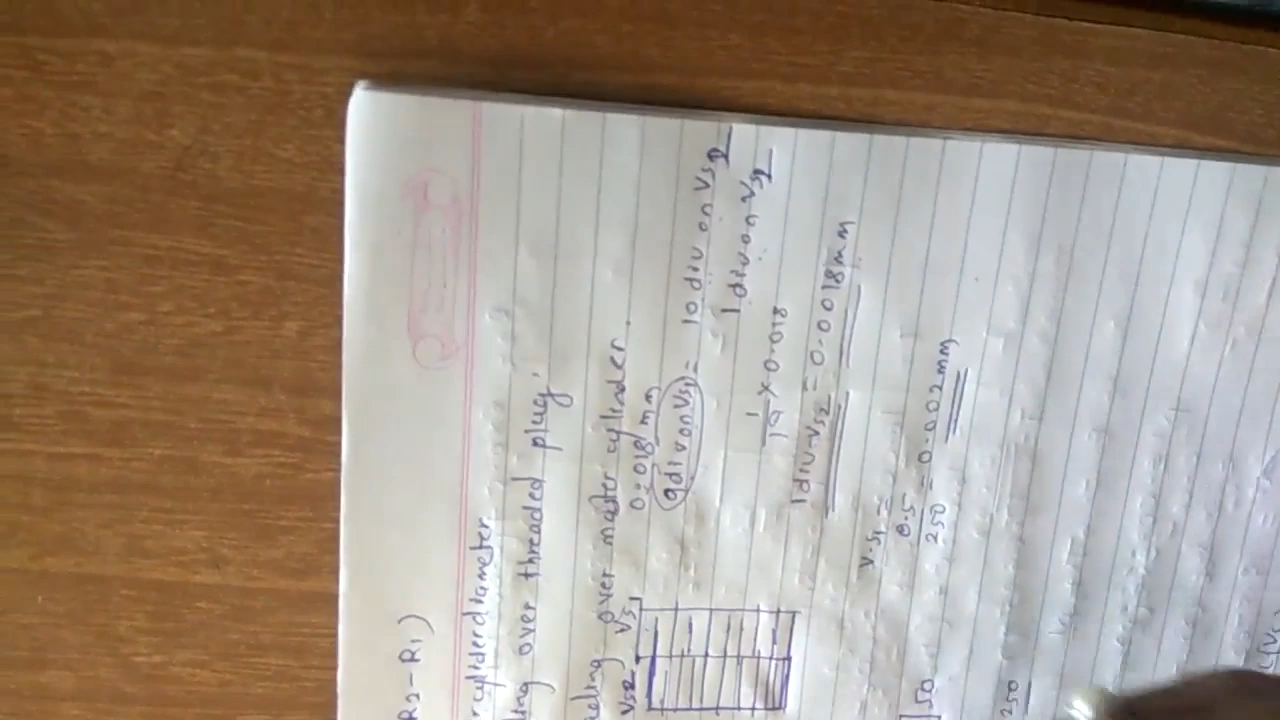 R2-R1)
cylinder diameter
ing over threaded plug
over master cylinder.
VS2 VS1 0.018 mm
9 div on VS1 = 10 div on VS2
1 div on VS2
1/10 × 0.018
1 div. VS2 = 0.0018 mm
V.S1 =
0.5/250 = 0.002 mm
50
250